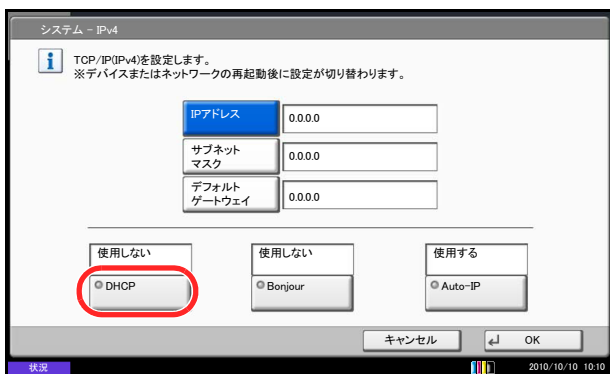 システム - IPv4
TCP/IP(IPv4)を設定します。
※デバイスまたはネットワークの再起動後に設定が切り替わります。
IPアドレス
0.0.0.0
サブネット
マスク
0.0.0.0
デフォルト
ゲートウェイ
0.0.0.0
使用しない
使用しない
使用する
DHCP
Bonjour
Auto-IP
キャンセル
OK
状況
2010/10/10 10:10